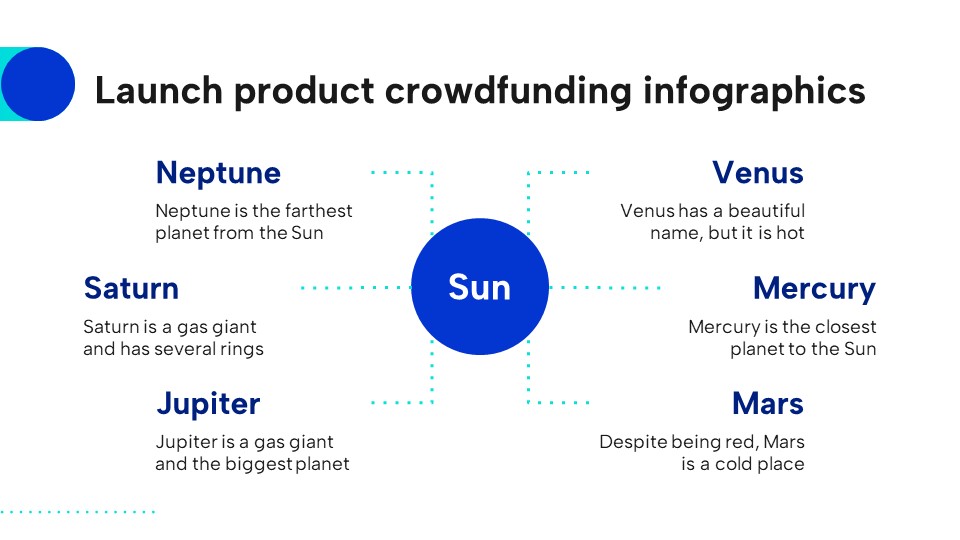 Launch product crowdfunding infographics
Neptune
Neptune is the farthest
planet from the Sun
Venus
Venus has a beautiful
name, but it is hot
Saturn
Saturn is a gas giant
and has several rings
Sun
Mercury
Mercury is the closest
planet to the Sun
Jupiter
Jupiter is a gas giant
and the biggest planet
Mars
Despite being red, Mars
is a cold place